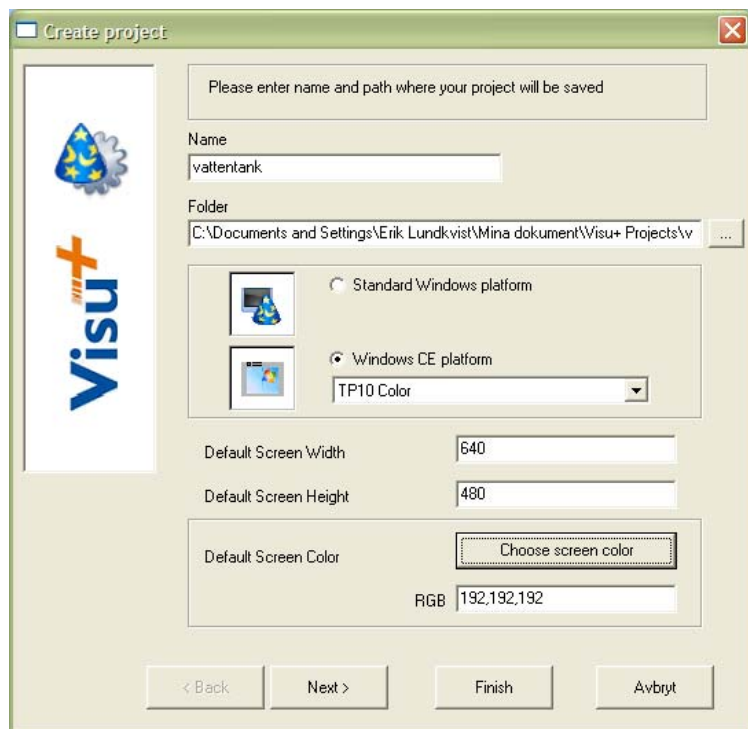 Create project
Please enter name and path where your project will be saved
Name
vattentank
Folder
C:\Documents and Settings\Erik Lundkvist\Mina dokument\Visu+ Projects\v
...
Visu+
Standard Windows platform
Windows CE platform
TP10 Color
Default Screen Width 640
Default Screen Height 480
Default Screen Color Choose screen color
RGB 192,192,192
< Back Next > Finish Avbryt